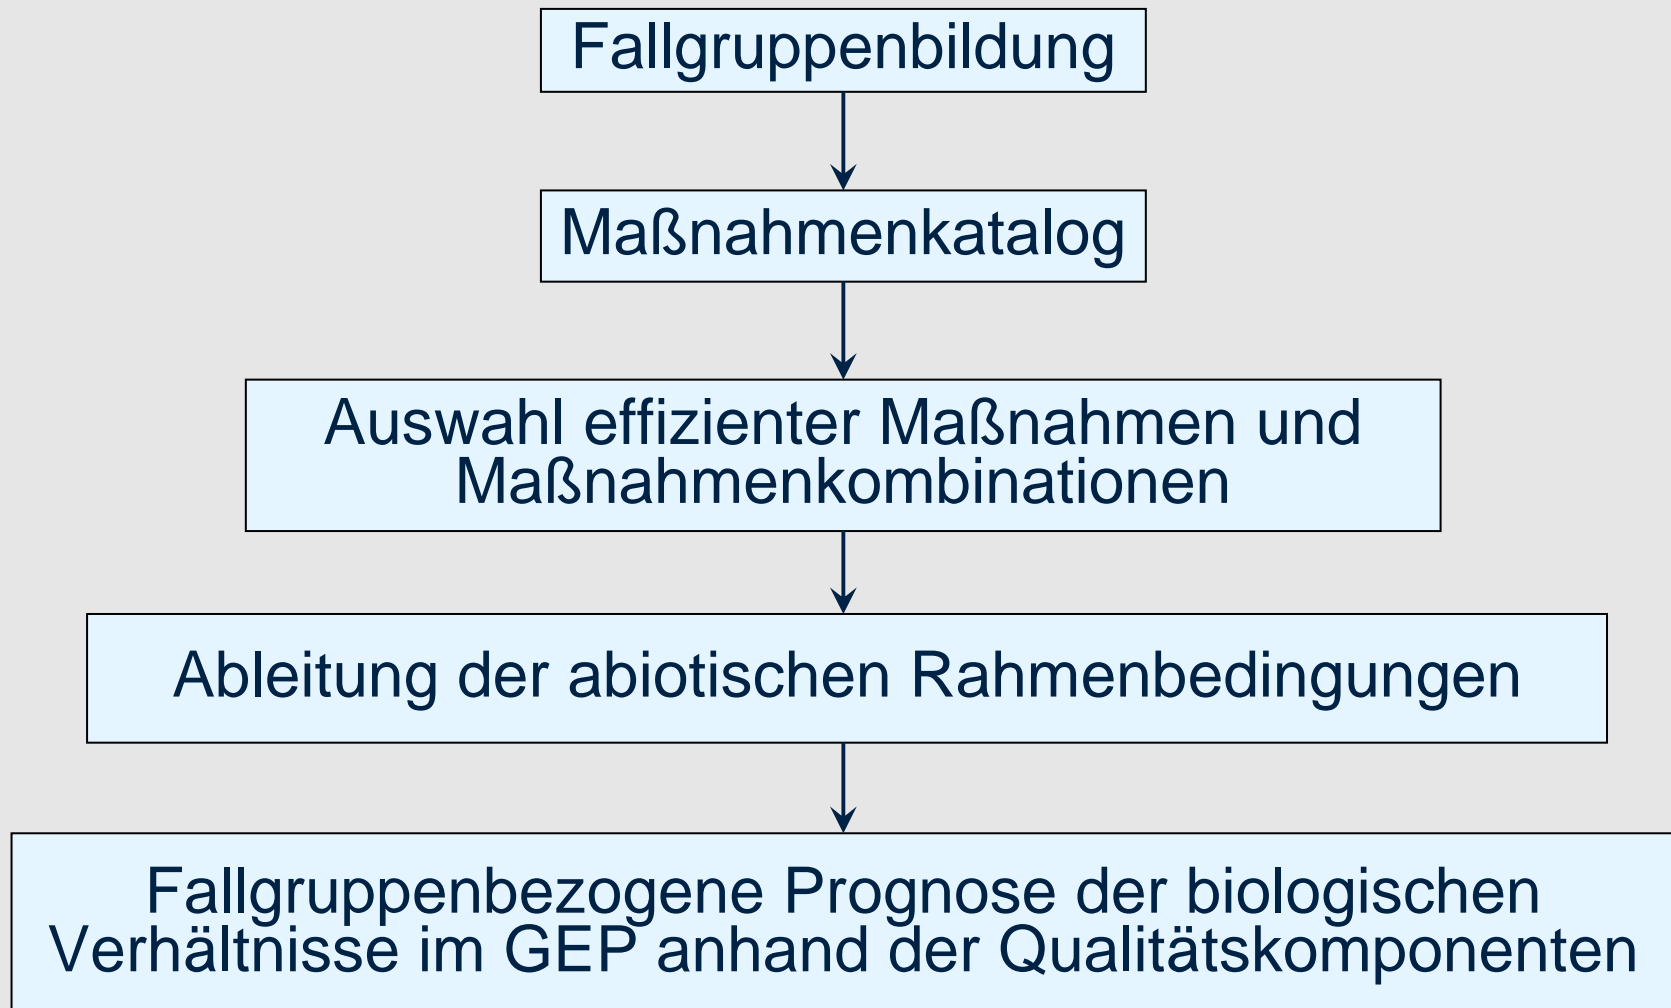 Fallgruppenbildung
Maßnahmenkatalog
Auswahl effizienter Maßnahmen und
Maßnahmenkombinationen
Ableitung der abiotischen Rahmenbedingungen
Fallgruppenbezogene Prognose der biologischen
Verhältnisse im GEP anhand der Qualitätskomponenten